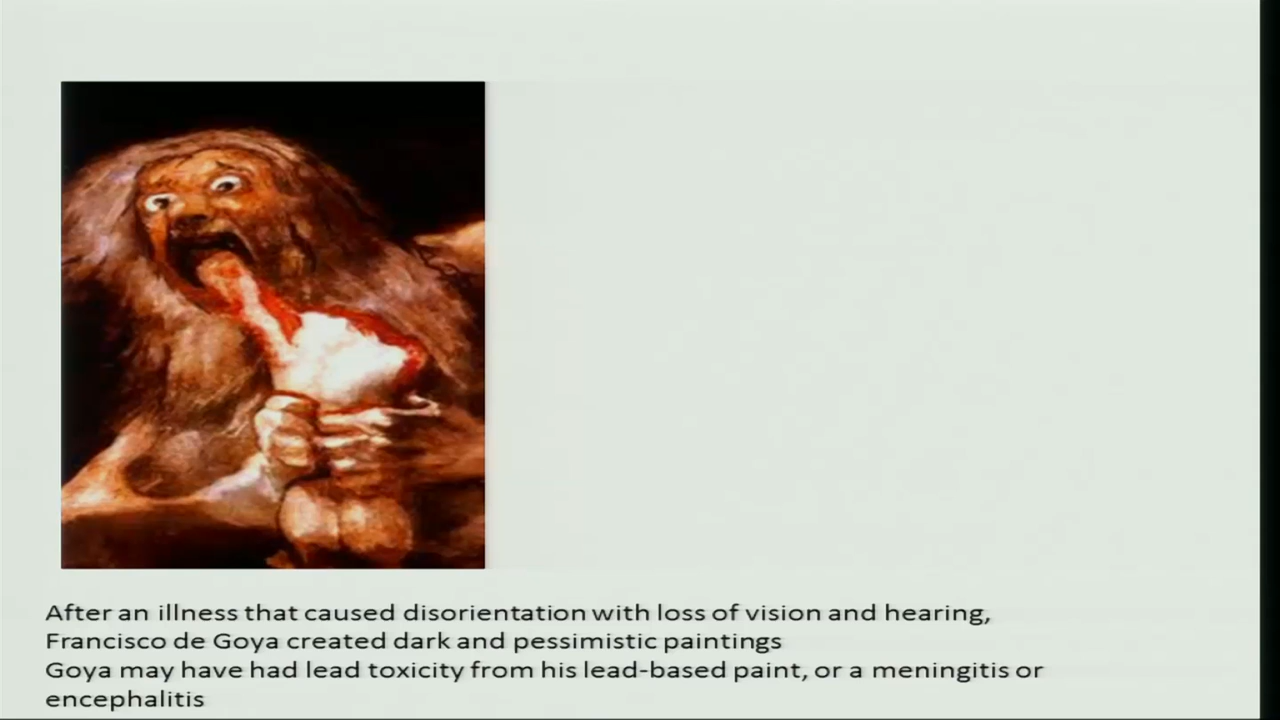 After an illness that caused disorientation with loss of vision and hearing,
Francisco de Goya created dark and pessimistic paintings
Goya may have had lead toxicity from his lead-based paint, or a meningitis or
encephalitis